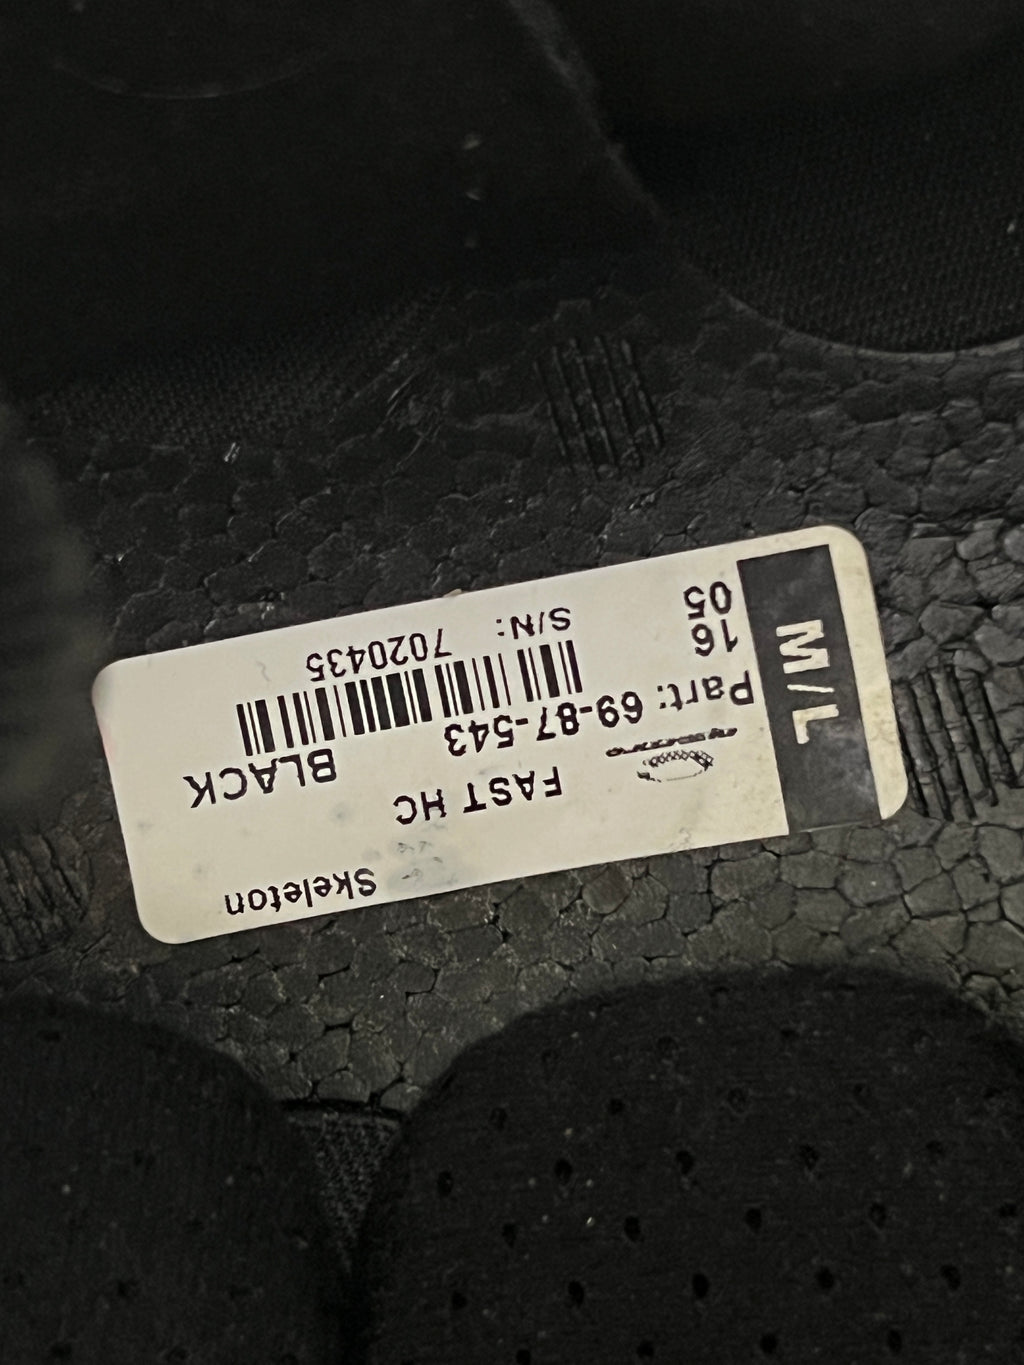 Skeleton
FAST HC
BLACK
Part: 69-87-543
16
05
S/N:
7020435
M/L